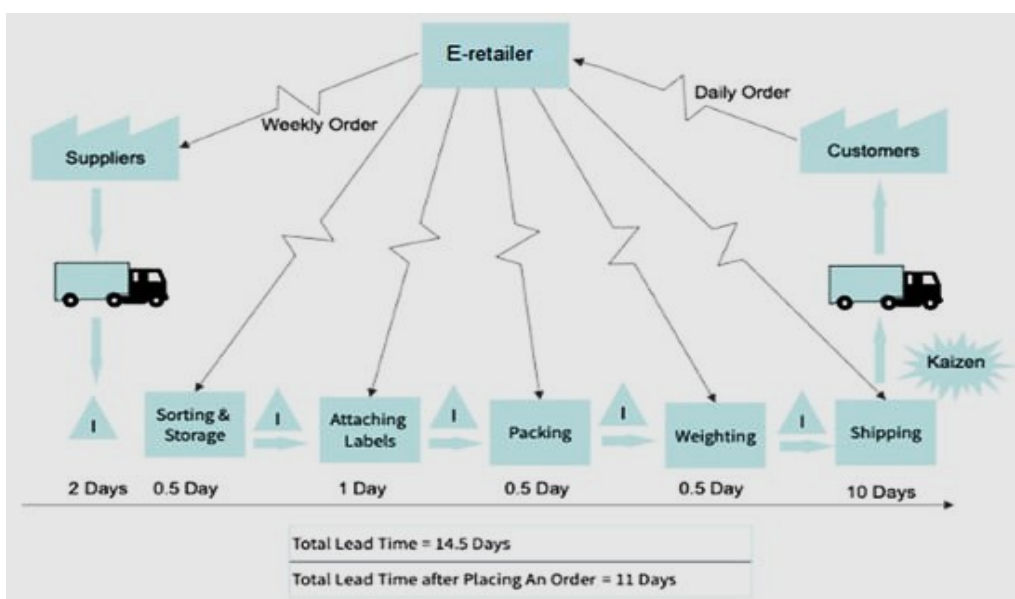 E-retailer
Weekly Order
Daily Order
Suppliers
Customers
Kaizen
I
Sorting &
Storage
I
Attaching
Labels
I
Packing
I
Weighting
I
Shipping
2 Days
0.5 Day
1 Day
0.5 Day
0.5 Day
10 Days
Total Lead Time = 14.5 Days
Total Lead Time after Placing An Order = 11 Days